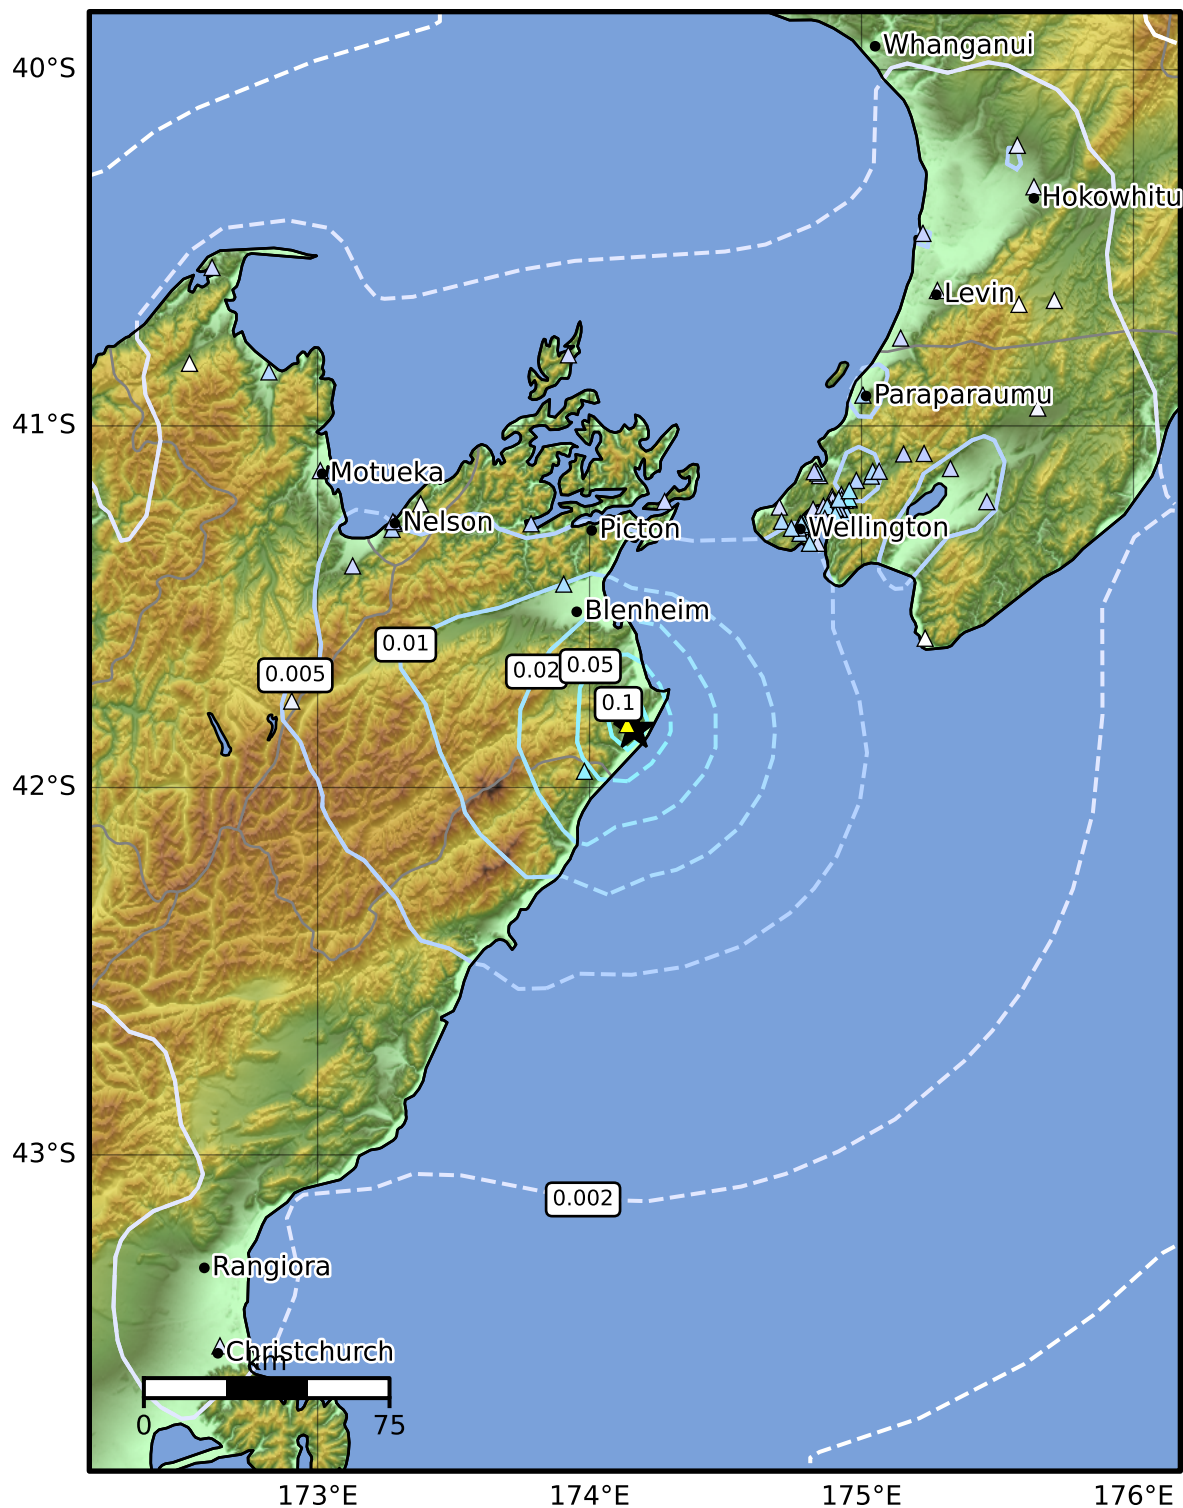 Whanganui
40°S
Hokowhitu
Levin
Paraparaumu
41°S
Motueka
Nelson
Picton
Wellington
Blenheim
0.01
0.005
0.02
0.05
0.1
42°S
43°S
0.002
Rangiora
Christchurch
km
0
75
173°E
174°E
175°E
176°E